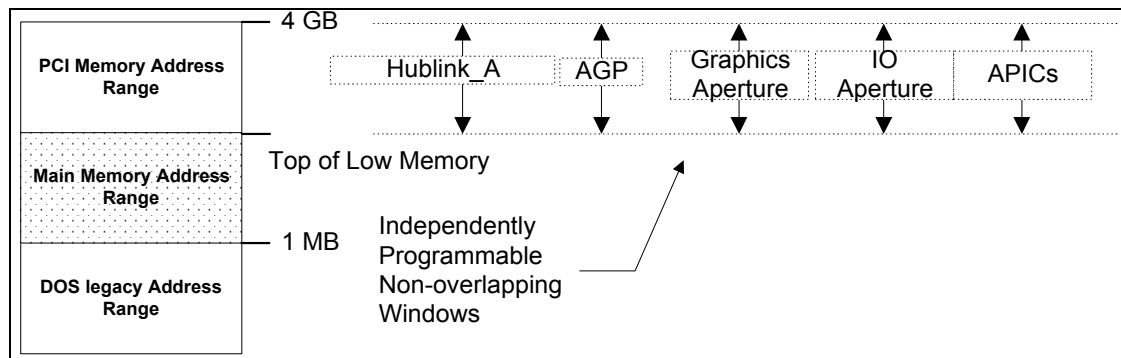 4 GB
PCI Memory Address
Range
Hublink_A
AGP
Graphics
Aperture
IO
Aperture
APICs
Top of Low Memory
Main Memory Address
Range
1 MB
Independently
Programmable
Non-overlapping
Windows
DOS legacy Address
Range